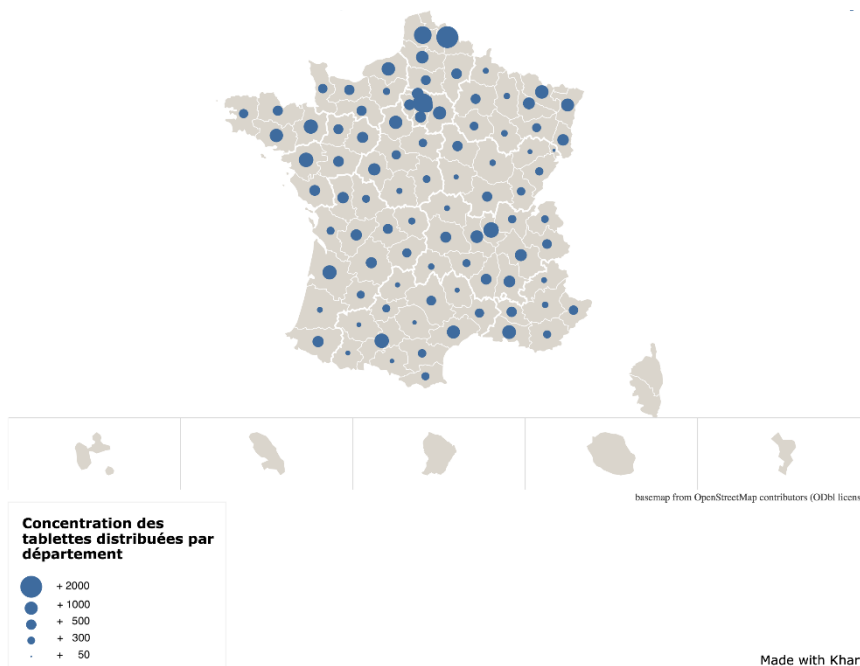 basemap from OpenStreetMap contributors (ODbl licens
Concentration des
tablettes distribuées par
département
+ 2000
+ 1000
+ 500
+ 300
+ 50
Made with Khar